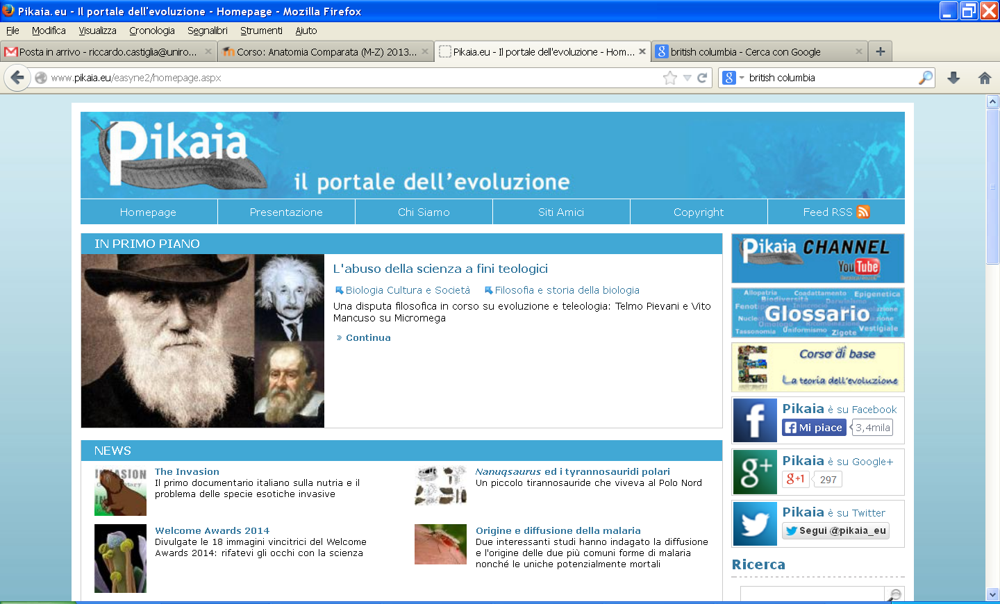 Pikaia.eu - Il portale dell'evoluzione - Homepage - Mozilla Firefox
File Modifica Visualizza Cronologia Segnalibri Strumenti Aiuto
Posta in arrivo - riccardo.castiglia@uniro...
Corso: Anatomia Comparata (M-Z) 2013...
Pikaia.eu - Il portale dell'evoluzione - Hom...
british columbia - Cerca con Google
www.pikaia.eu/easyne2/homepage.aspx
british columbia
Pikaia
il portale dell'evoluzione
Homepage
Presentazione
Chi Siamo
Siti Amici
Copyright
Feed RSS
IN PRIMO PIANO
L'abuso della scienza a fini teologici
Biologia Cultura e Società Filosofia e storia della biologia
Una disputa filosofica in corso su evoluzione e teleologia: Telmo Pievani e Vito
Mancuso su Micromega
» Continua
NEWS
The Invasion
Il primo documentario italiano sulla nutria e il
problema delle specie esotiche invasive
Nanuqsaurus ed i tyrannosauridi polari
Un piccolo tirannosauride che viveva al Polo Nord
Welcome Awards 2014
Divulgate le 18 immagini vincitrici del Welcome
Awards 2014: rifatevi gli occhi con la scienza
Origine e diffusione della malaria
Due interessanti studi hanno indagato la diffusione
e l'origine delle due più comuni forme di malaria
nonché le uniche potenzialmente mortali
Pikaia CHANNEL
YouTube
Allopatria Coadattamento Epigenetica
Biodiversità Darwinismo
Glossario
Tassonomia Uniformismo Zigote Vestigiale
E Corso di base
La teoria dell'evoluzione
Pikaia è su Facebook
Mi piace 3,4mila
Pikaia è su Google+
g+1 297
Pikaia è su Twitter
Segui @pikaia_eu
Ricerca